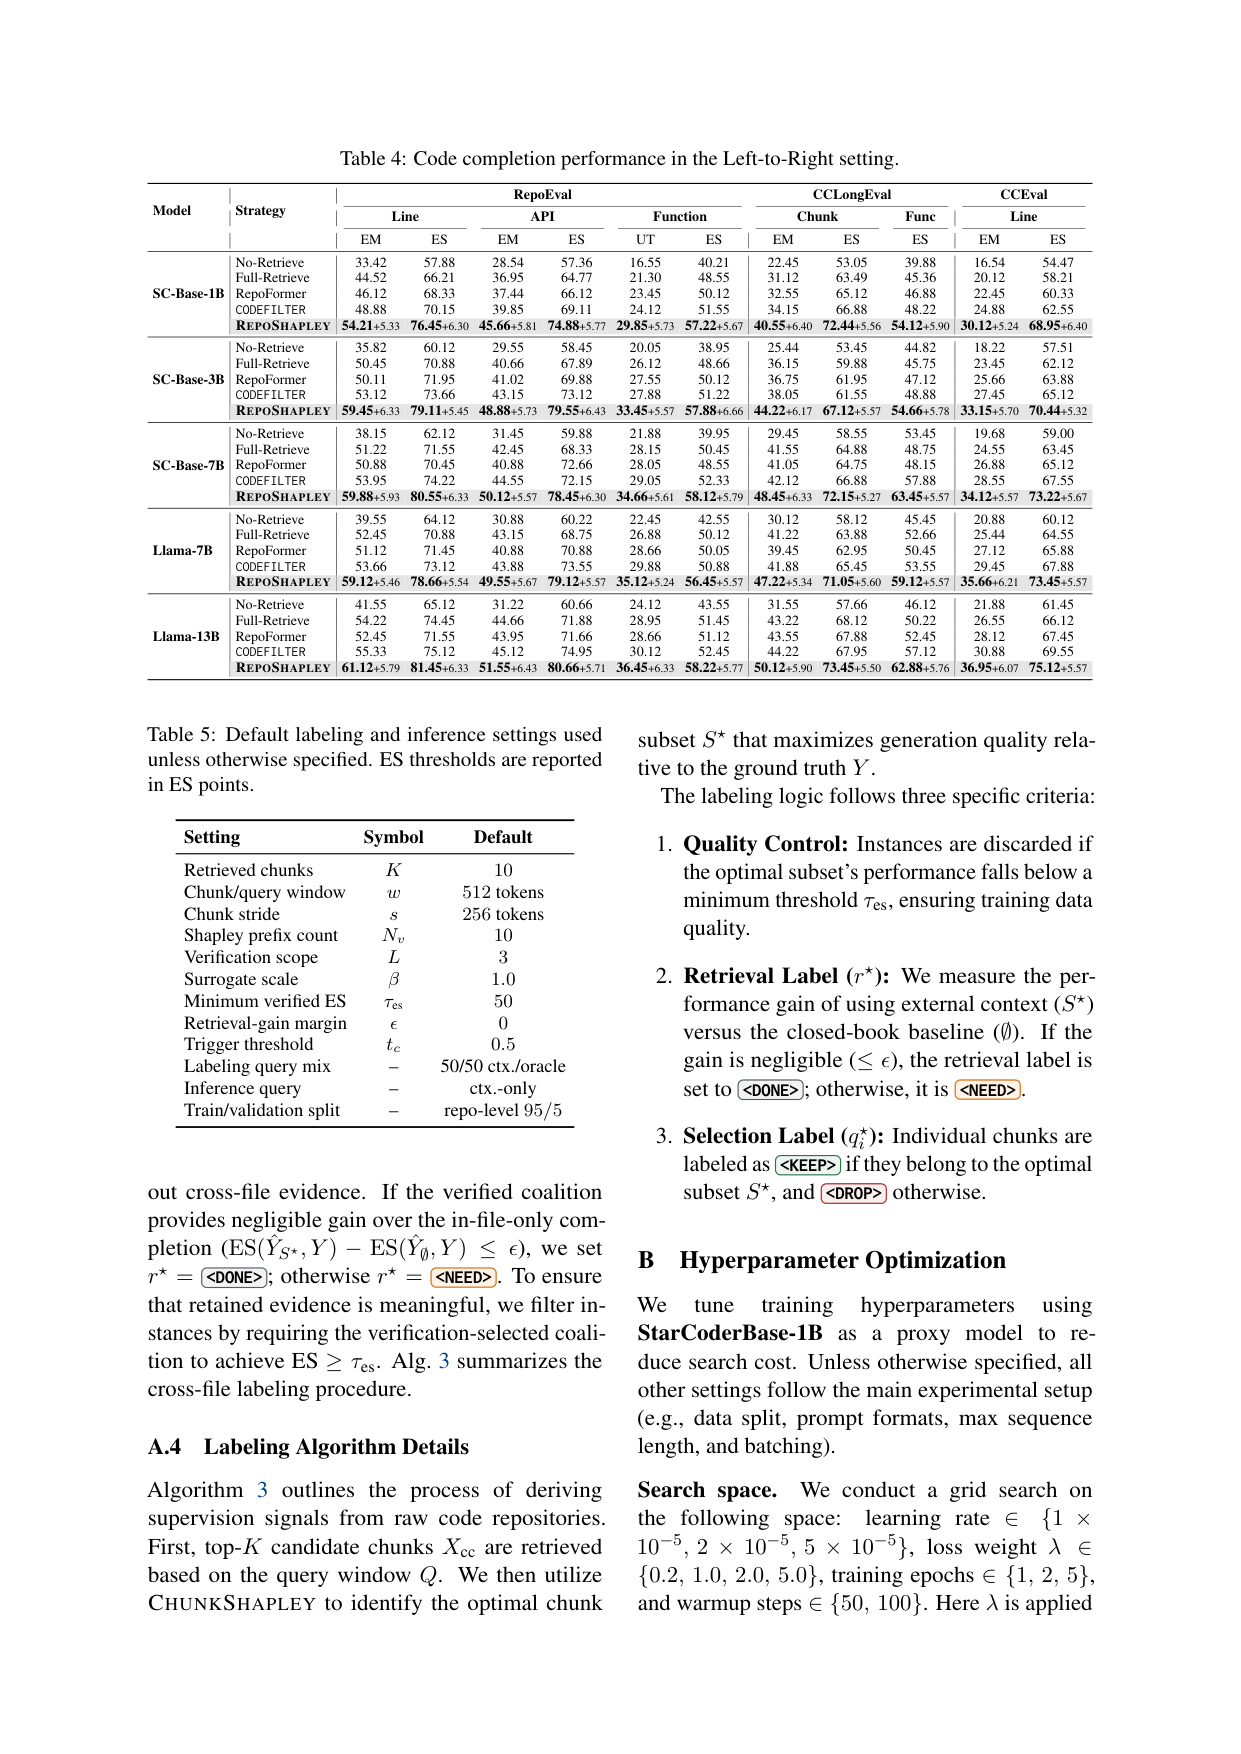 Table 4: Code completion performance in the Left-to-Right setting.
Model Strategy RepoEval CCLongEval CCEval
Line API Function Chunk Func Line
EM ES EM ES UT ES EM ES ES EM ES
SC-Base-1B
No-Retrieve 33.42 57.88 28.54 57.36 16.55 40.21 22.45 53.05 39.88 16.54 54.47
Full-Retrieve 44.52 66.21 36.95 64.77 21.30 48.55 31.12 63.49 45.36 20.12 58.21
RepoFormer 46.12 68.33 37.44 66.12 23.45 50.12 32.55 65.12 46.88 22.45 60.33
CODEFILTER 48.88 70.15 39.85 69.11 24.12 51.55 34.15 66.88 48.22 24.88 62.55
REPOSHAPLEY 54.21+5.33 76.45+6.30 45.66+5.81 74.88+5.77 29.85+5.73 57.22+5.67 40.55+6.40 72.44+5.56 54.12+5.90 30.12+5.24 68.95+6.40
SC-Base-3B
No-Retrieve 35.82 60.12 29.55 58.45 20.05 38.95 25.44 53.45 44.82 18.22 57.51
Full-Retrieve 50.45 70.88 40.66 67.89 26.12 48.66 36.15 59.88 45.75 23.45 62.12
RepoFormer 50.11 71.95 41.02 69.88 27.55 50.12 36.75 61.95 47.12 25.66 63.88
CODEFILTER 53.12 73.66 43.15 73.12 27.88 51.22 38.05 61.55 48.88 27.45 65.12
REPOSHAPLEY 59.45+6.33 79.11+5.45 48.88+5.73 79.55+6.43 33.45+5.57 57.88+6.66 44.22+6.17 67.12+5.57 54.66+5.78 33.15+5.70 70.44+5.32
SC-Base-7B
No-Retrieve 38.15 62.12 31.45 59.88 21.88 39.95 29.45 58.55 53.45 19.68 59.00
Full-Retrieve 51.22 71.55 42.45 68.33 28.15 50.45 41.55 64.88 48.75 24.55 63.45
RepoFormer 50.88 70.45 40.88 72.66 28.05 48.55 41.05 64.75 48.15 26.88 65.12
CODEFILTER 53.95 74.22 44.55 72.15 29.05 52.33 42.12 66.88 57.88 28.55 67.55
REPOSHAPLEY 59.88+5.93 80.55+6.33 50.12+5.57 78.45+6.30 34.66+5.61 58.12+5.79 48.45+6.33 72.15+5.27 63.45+5.57 34.12+5.57 73.22+5.67
Llama-7B
No-Retrieve 39.55 64.12 30.88 60.22 22.45 42.55 30.12 58.12 45.45 20.88 60.12
Full-Retrieve 52.45 70.88 43.15 68.75 26.88 50.12 41.22 63.88 52.66 25.44 64.55
RepoFormer 51.12 71.45 40.88 70.88 28.66 50.05 39.45 62.95 50.45 27.12 65.88
CODEFILTER 53.66 73.12 43.88 73.55 29.88 50.88 41.88 65.45 53.55 29.45 67.88
REPOSHAPLEY 59.12+5.46 78.66+5.54 49.55+5.67 79.12+5.57 35.12+5.24 56.45+5.57 47.22+5.34 71.05+5.60 59.12+5.57 35.66+6.21 73.45+5.57
Llama-13B
No-Retrieve 41.55 65.12 31.22 60.66 24.12 43.55 31.55 57.66 46.12 21.88 61.45
Full-Retrieve 54.22 74.45 44.66 71.88 28.95 51.45 43.22 68.12 50.22 26.55 66.12
RepoFormer 52.45 71.55 43.95 71.66 28.66 51.12 43.55 67.88 52.45 28.12 67.45
CODEFILTER 55.33 75.12 45.12 74.95 30.12 52.45 44.22 67.95 57.12 30.88 69.55
REPOSHAPLEY 61.12+5.79 81.45+6.33 51.55+6.43 80.66+5.71 36.45+6.33 58.22+5.77 50.12+5.90 73.45+5.50 62.88+5.76 36.95+6.07 75.12+5.57
Table 5: Default labeling and inference settings used
unless otherwise specified. ES thresholds are reported
in ES points.
Setting Symbol Default
Retrieved chunks K 10
Chunk/query window w 512 tokens
Chunk stride s 256 tokens
Shapley prefix count N_v 10
Verification scope L 3
Surrogate scale β 1.0
Minimum verified ES τ_es 50
Retrieval-gain margin ϵ 0
Trigger threshold t_c 0.5
Labeling query mix – 50/50 ctx./oracle
Inference query – ctx.-only
Train/validation split – repo-level 95/5
out cross-file evidence. If the verified coalition
provides negligible gain over the in-file-only com-
pletion (ES(Ŷ_S⋆, Y) − ES(Ŷ_∅, Y) ≤ ϵ), we set
r⋆ = <DONE>; otherwise r⋆ = <NEED>. To ensure
that retained evidence is meaningful, we filter in-
stances by requiring the verification-selected coali-
tion to achieve ES ≥ τ_es. Alg. 3 summarizes the
cross-file labeling procedure.
A.4 Labeling Algorithm Details
Algorithm 3 outlines the process of deriving
supervision signals from raw code repositories.
First, top-K candidate chunks X_cc are retrieved
based on the query window Q. We then utilize
CHUNKSHAPLEY to identify the optimal chunk
subset S⋆ that maximizes generation quality rela-
tive to the ground truth Y.
The labeling logic follows three specific criteria:
1. Quality Control: Instances are discarded if
the optimal subset's performance falls below a
minimum threshold τ_es, ensuring training data
quality.
2. Retrieval Label (r⋆): We measure the per-
formance gain of using external context (S⋆)
versus the closed-book baseline (∅). If the
gain is negligible (≤ ϵ), the retrieval label is
set to <DONE>; otherwise, it is <NEED>.
3. Selection Label (q_i⋆): Individual chunks are
labeled as <KEEP> if they belong to the optimal
subset S⋆, and <DROP> otherwise.
B Hyperparameter Optimization
We tune training hyperparameters using
StarCoderBase-1B as a proxy model to re-
duce search cost. Unless otherwise specified, all
other settings follow the main experimental setup
(e.g., data split, prompt formats, max sequence
length, and batching).
Search space. We conduct a grid search on
the following space: learning rate ∈ {1 ×
10⁻⁵, 2 × 10⁻⁵, 5 × 10⁻⁵}, loss weight λ ∈
{0.2, 1.0, 2.0, 5.0}, training epochs ∈ {1, 2, 5},
and warmup steps ∈ {50, 100}. Here λ is applied